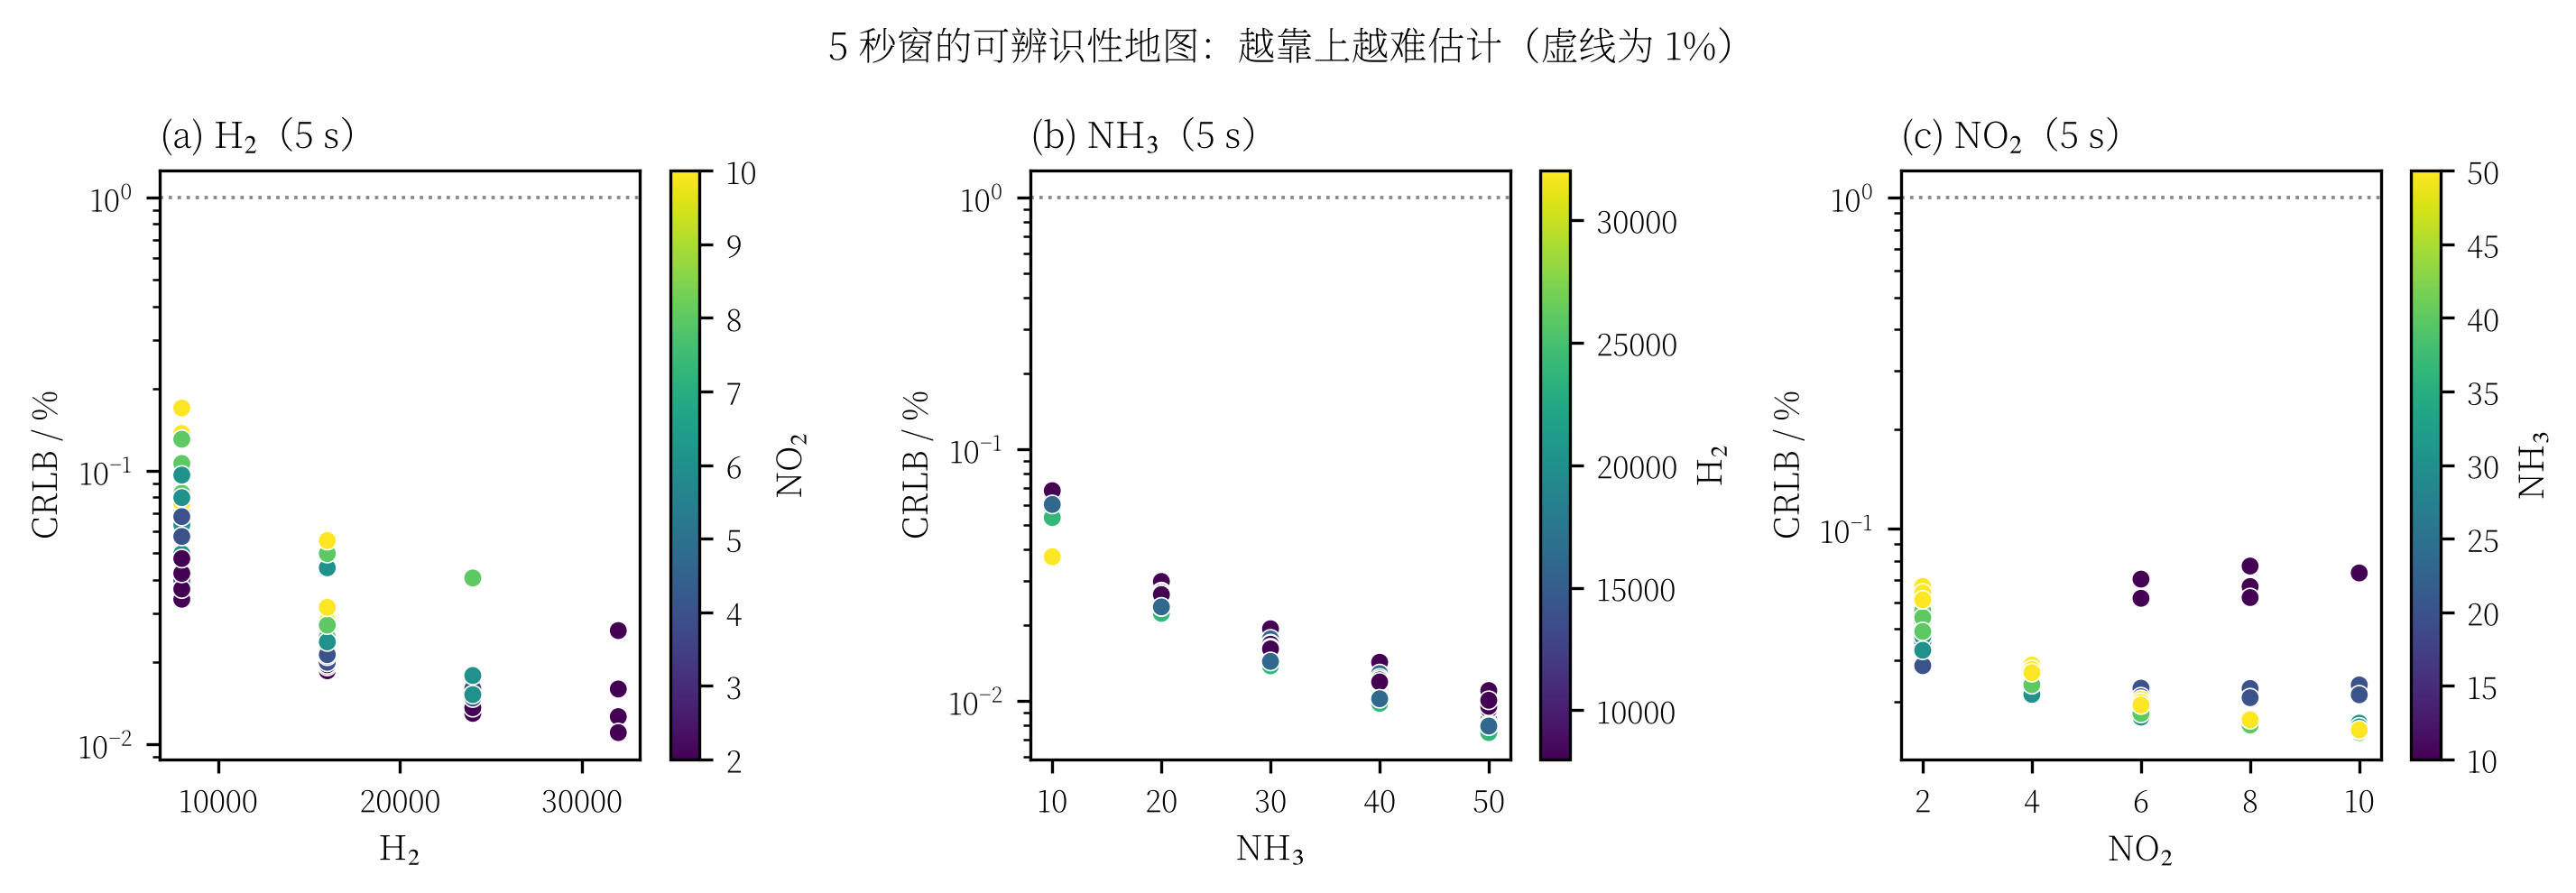 5 秒窗的可辨识性地图：越靠上越难估计（虚线为 1%）
(a) H₂（5 s）
10⁰
10⁻¹
10⁻²
CRLB / %
10000 20000 30000
H₂
10
9
8
7
6
5
4
3
2
NO₂
(b) NH₃（5 s）
10⁰
10⁻¹
10⁻²
CRLB / %
10 20 30 40 50
NH₃
30000
25000
20000
15000
10000
H₂
(c) NO₂（5 s）
10⁰
10⁻¹
CRLB / %
2 4 6 8 10
NO₂
50
45
40
35
30
25
20
15
10
NH₃